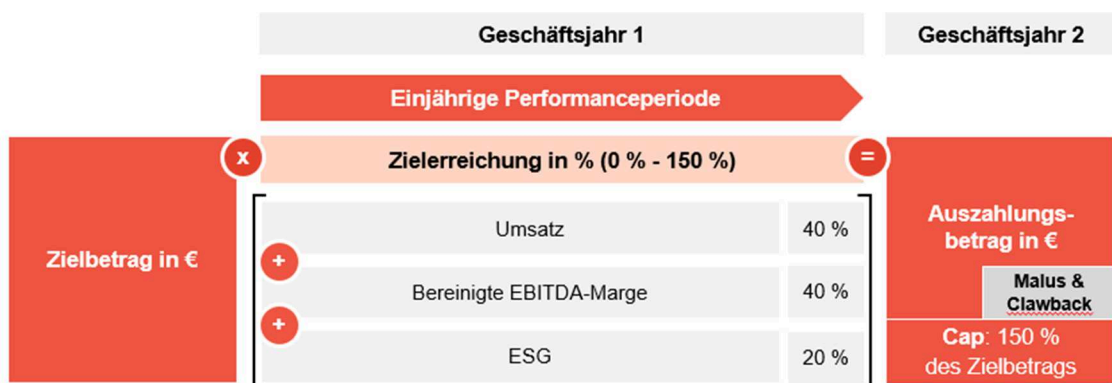 Geschäftsjahr 1
Geschäftsjahr 2
Einjährige Performanceperiode
Zielbetrag in €
x
Zielerreichung in % (0 % - 150 %)
=
Umsatz
40 %
+
Bereinigte EBITDA-Marge
40 %
+
ESG
20 %
Auszahlungs-
betrag in €
Malus &
Clawback
Cap: 150 %
des Zielbetrags